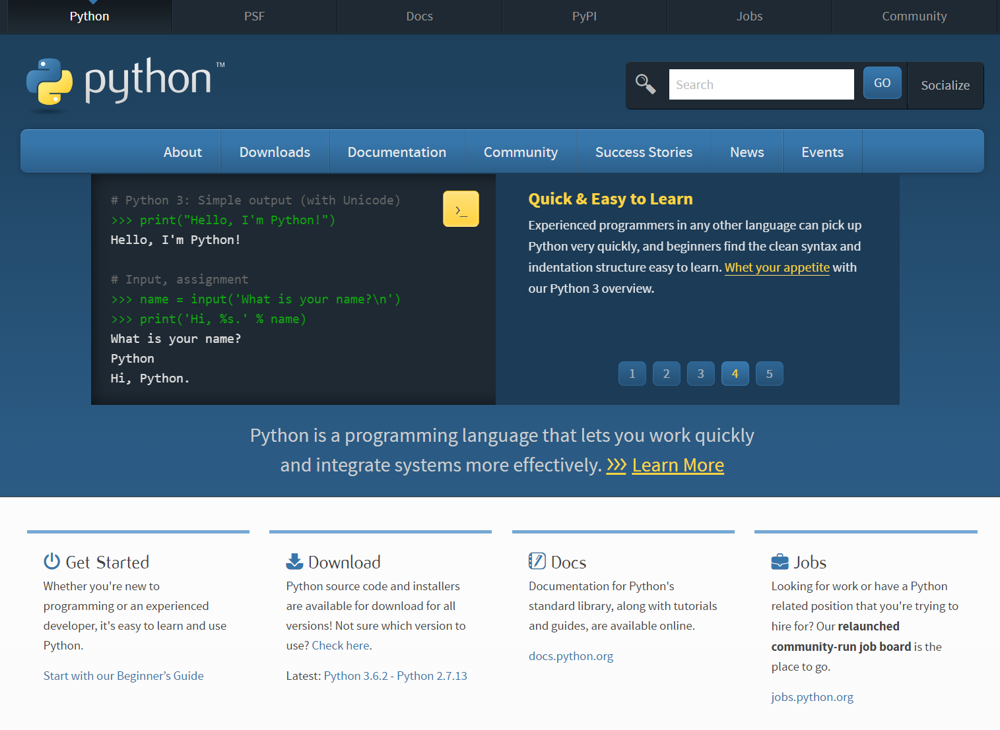 Python PSF Docs PyPI Jobs Community
python™
Search GO Socialize
About Downloads Documentation Community Success Stories News Events
# Python 3: Simple output (with Unicode)
>>> print("Hello, I'm Python!")
Hello, I'm Python!
# Input, assignment
>>> name = input('What is your name?\n')
>>> print('Hi, %s.' % name)
What is your name?
Python
Hi, Python.
>_
Quick & Easy to Learn
Experienced programmers in any other language can pick up
Python very quickly, and beginners find the clean syntax and
indentation structure easy to learn. Whet your appetite with
our Python 3 overview.
1 2 3 4 5
Python is a programming language that lets you work quickly
and integrate systems more effectively. >>> Learn More
Get Started
Whether you're new to
programming or an experienced
developer, it's easy to learn and use
Python.
Start with our Beginner’s Guide
Download
Python source code and installers
are available for download for all
versions! Not sure which version to
use? Check here.
Latest: Python 3.6.2 - Python 2.7.13
Docs
Documentation for Python's
standard library, along with tutorials
and guides, are available online.
docs.python.org
Jobs
Looking for work or have a Python
related position that you're trying to
hire for? Our relaunched
community-run job board is the
place to go.
jobs.python.org